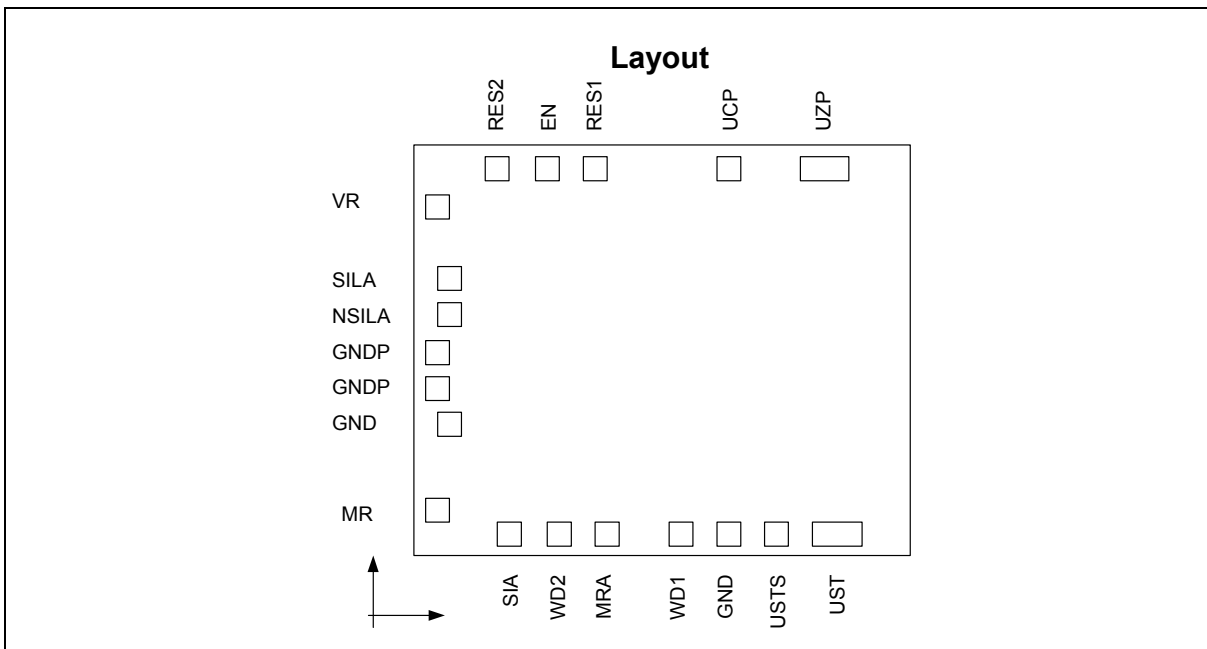 Layout
RES2
EN
RES1
UCP
UZP
VR
SILA
NSILA
GNDP
GNDP
GND
MR
SIA
WD2
MRA
WD1
GND
USTS
UST